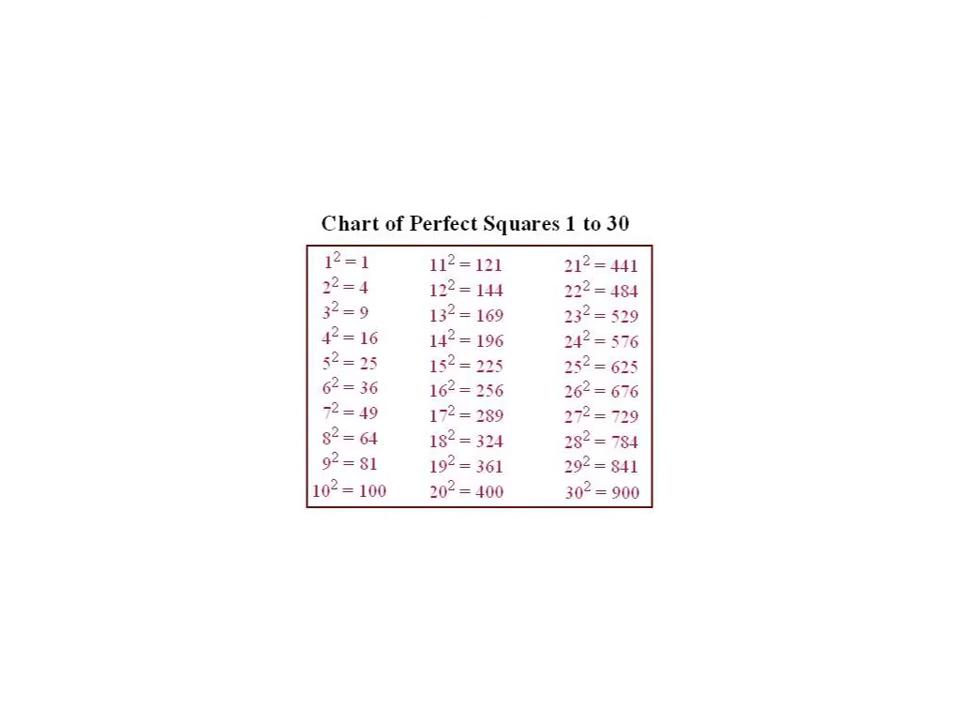 Chart of Perfect Squares 1 to 30
1² = 1 11² = 121 21² = 441
2² = 4 12² = 144 22² = 484
3² = 9 13² = 169 23² = 529
4² = 16 14² = 196 24² = 576
5² = 25 15² = 225 25² = 625
6² = 36 16² = 256 26² = 676
7² = 49 17² = 289 27² = 729
8² = 64 18² = 324 28² = 784
9² = 81 19² = 361 29² = 841
10² = 100 20² = 400 30² = 900